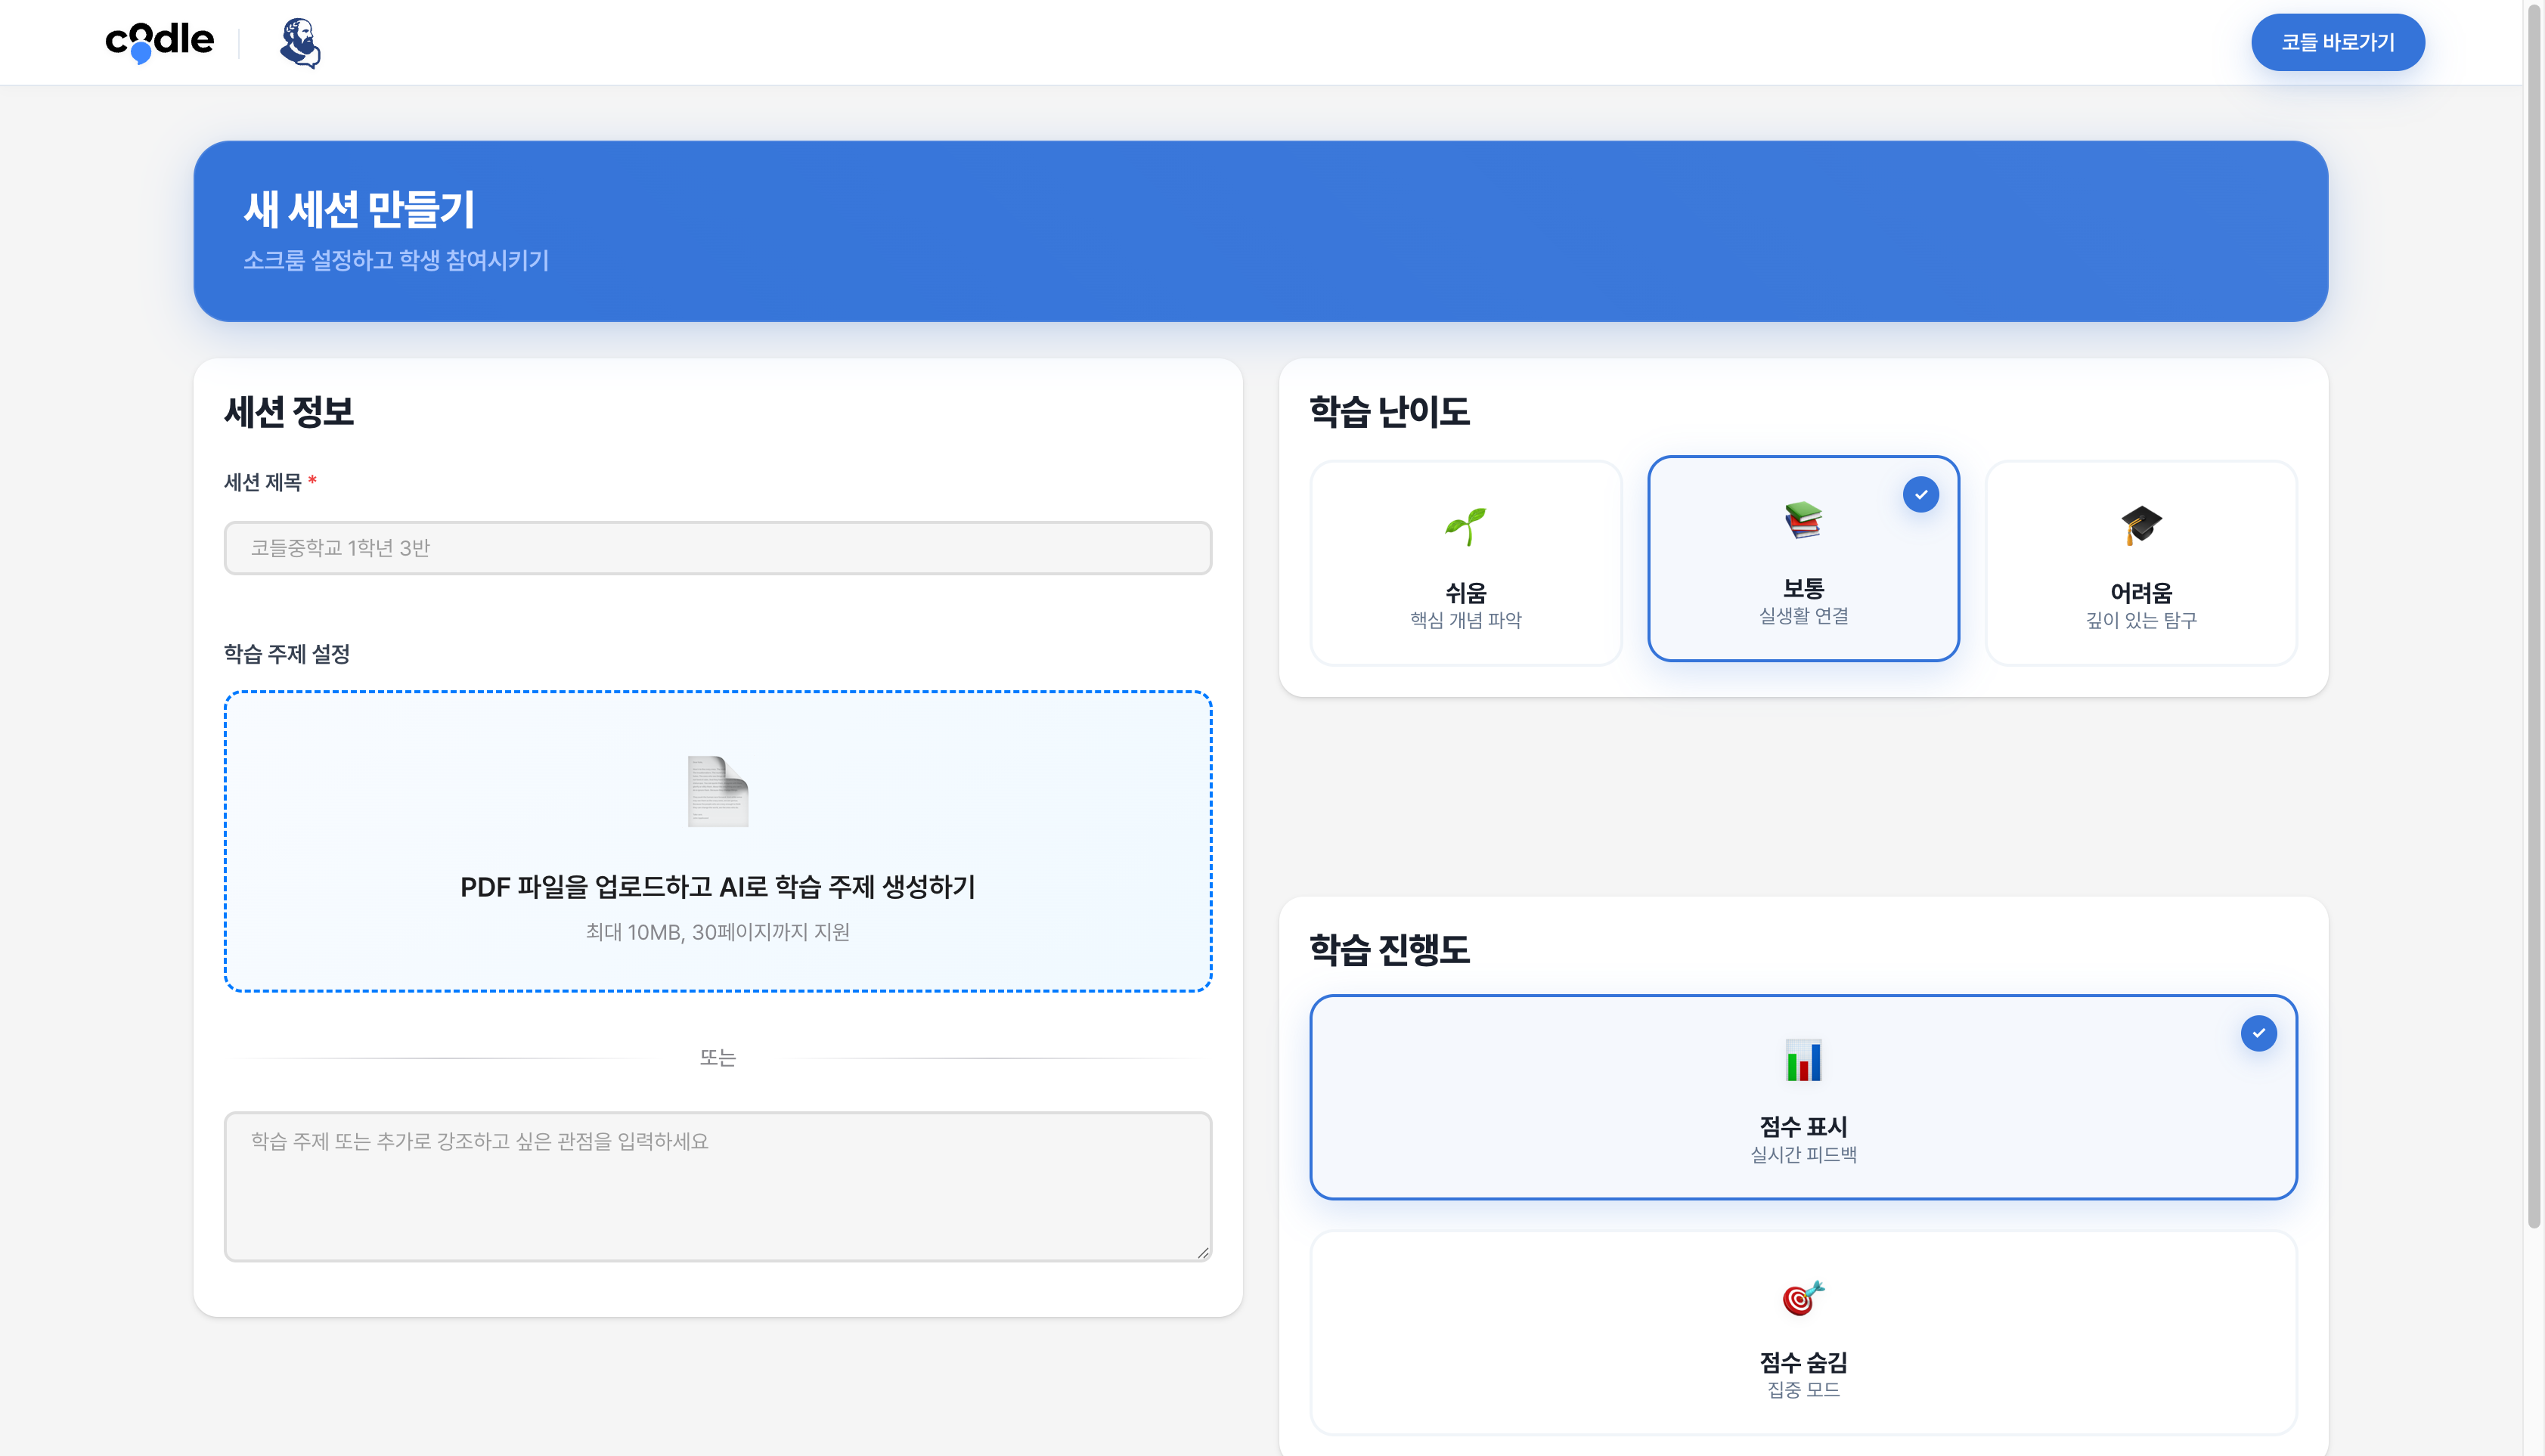 codle
코들 바로가기
새 세션 만들기
소크룸 설정하고 학생 참여시키기
세션 정보
세션 제목 *
코들중학교 1학년 3반
학습 주제 설정
PDF 파일을 업로드하고 AI로 학습 주제 생성하기
최대 10MB, 30페이지까지 지원
또는
학습 주제 또는 추가로 강조하고 싶은 관점을 입력하세요
학습 난이도
쉬움
핵심 개념 파악
보통
실생활 연결
어려움
깊이 있는 탐구
학습 진행도
점수 표시
실시간 피드백
점수 숨김
집중 모드